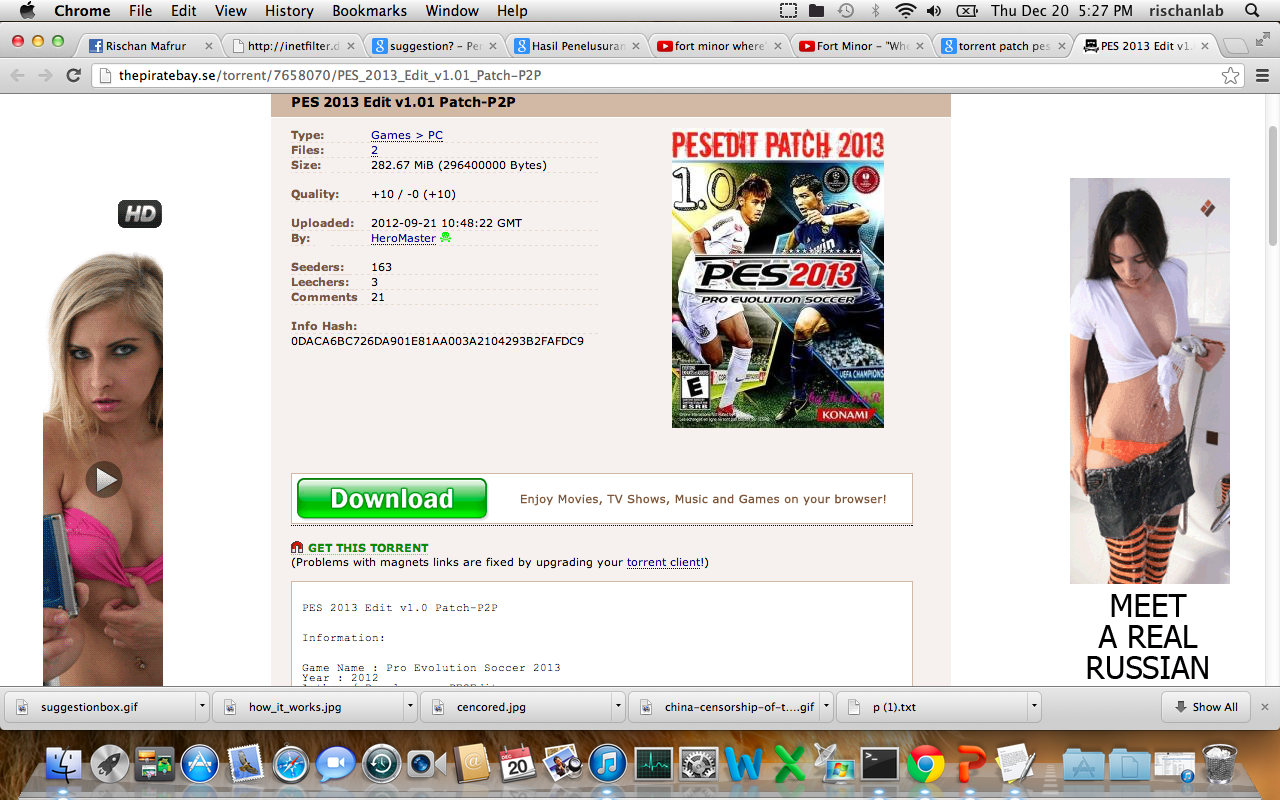 Chrome File Edit View History Bookmarks Window Help Thu Dec 20 5:27 PM rischanlab
Rischan Mafrur
http://inetfilter.d
suggestion? – Pe
Hasil Penelusura
fort minor where
Fort Minor – "Wh
torrent patch pes
PES 2013 Edit v1.
thepiratebay.se/torrent/7658070/PES_2013_Edit_v1.01_Patch-P2P
PES 2013 Edit v1.01 Patch-P2P
Type: Games > PC
Files: 2
Size: 282.67 MiB (296400000 Bytes)
Quality: +10 / -0 (+10)
Uploaded: 2012-09-21 10:48:22 GMT
By: HeroMaster
Seeders: 163
Leechers: 3
Comments 21
Info Hash:
0DACA6BC726DA901E81AA003A2104293B2FAFDC9
PESEDIT PATCH 2013
1.0
PES2013
PRO EVOLUTION SOCCER
UEFA CHAMPIONS
EVERYONE
E
ESRB
KONAMI
HD
Download
Enjoy Movies, TV Shows, Music and Games on your browser!
GET THIS TORRENT
(Problems with magnets links are fixed by upgrading your torrent client!)
PES 2013 Edit v1.0 Patch-P2P
Information:
Game Name : Pro Evolution Soccer 2013
Year : 2012
MEET
A REAL
RUSSIAN
suggestionbox.gif
how_it_works.jpg
cencored.jpg
china-censorship-of-t....gif
p (1).txt
Show All
DEC
20